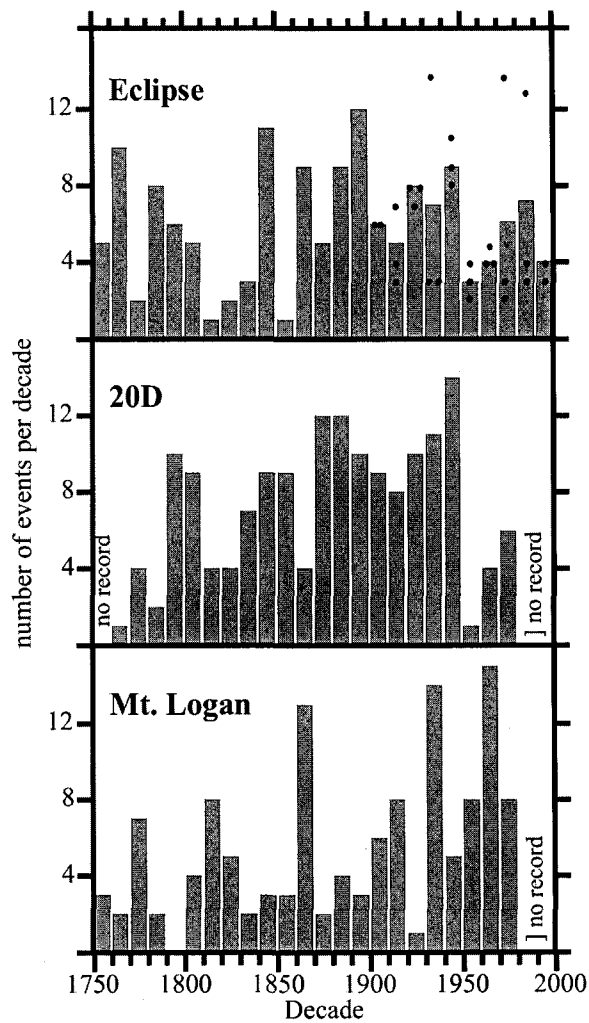 Eclipse
12
8
4
number of events per decade
20D
12
8
4
no record
] no record
Mt. Logan
12
8
4
] no record
1750 1800 1850 1900 1950 2000
Decade